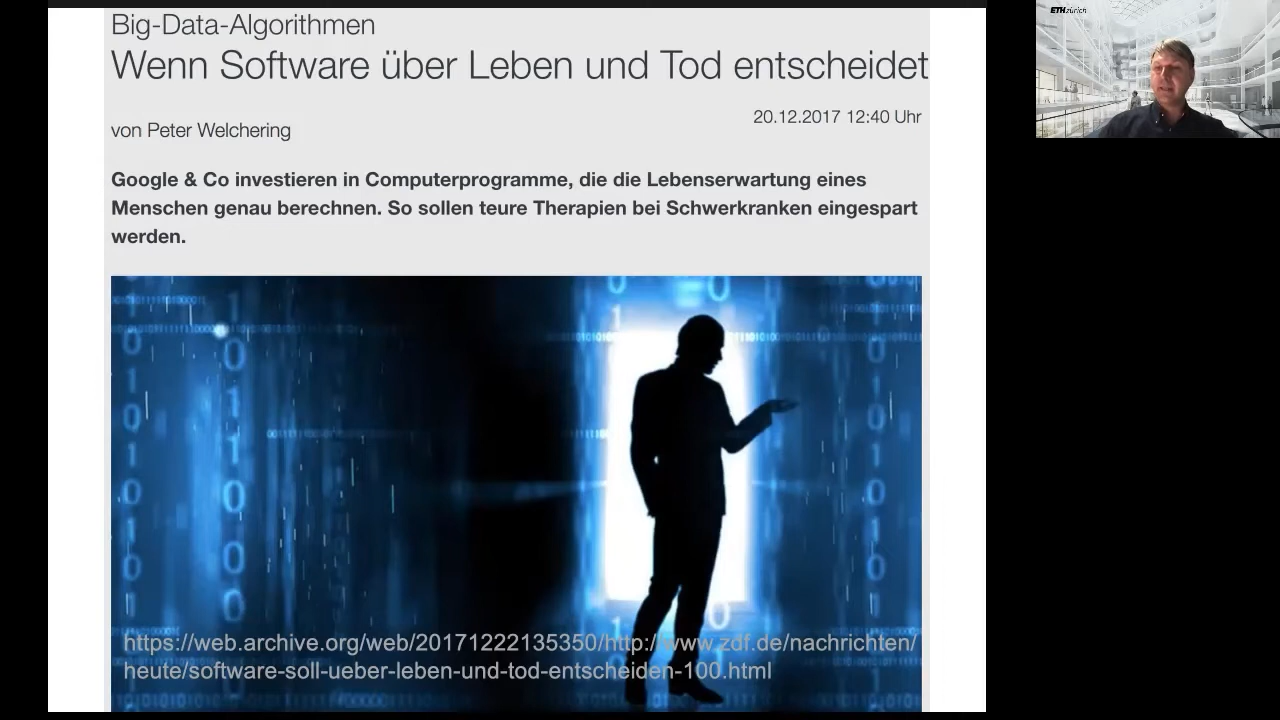 Big-Data-Algorithmen
Wenn Software über Leben und Tod entscheidet
20.12.2017 12:40 Uhr
von Peter Welchering
Google & Co investieren in Computerprogramme, die die Lebenserwartung eines
Menschen genau berechnen. So sollen teure Therapien bei Schwerkranken eingespart
werden.
https://web.archive.org/web/20171222135350/http://www.zdf.de/nachrichten/
heute/software-soll-ueber-leben-und-tod-entscheiden-100.html
ETH zürich